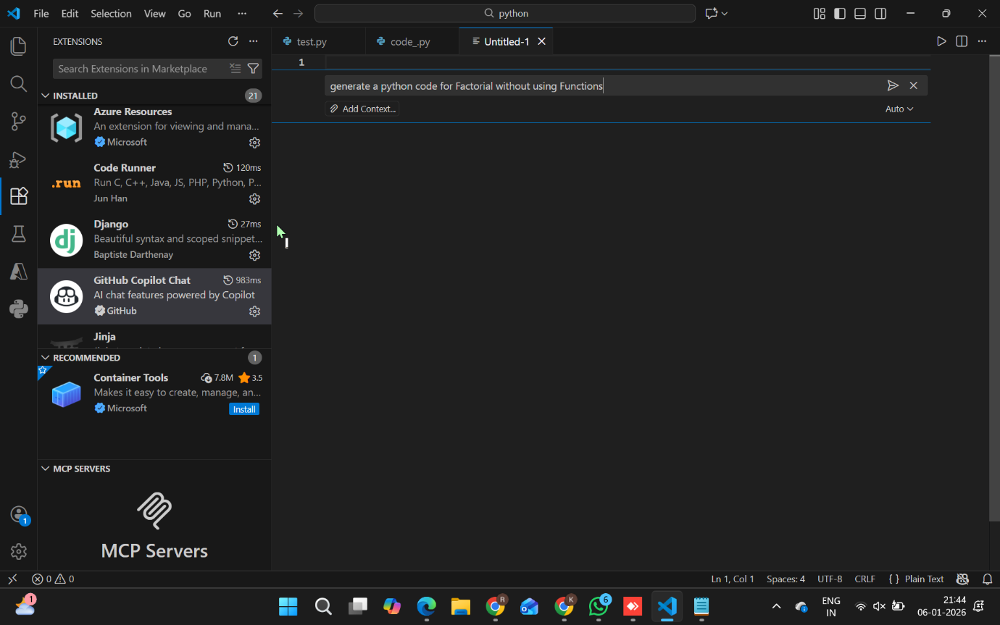 File Edit Selection View Go Run ···
python
EXTENSIONS
Search Extensions in Marketplace
INSTALLED 21
Azure Resources
An extension for viewing and mana...
Microsoft
Code Runner 120ms
.run
Run C, C++, Java, JS, PHP, Python, P...
Jun Han
Django 27ms
dj
Beautiful syntax and scoped snippet...
Baptiste Darthenay
GitHub Copilot Chat 983ms
AI chat features powered by Copilot
GitHub
Jinja
RECOMMENDED 1
Container Tools 7.8M 3.5
Makes it easy to create, manage, an...
Microsoft Install
MCP SERVERS
MCP Servers
1
test.py code_.py Untitled-1
1
generate a python code for Factorial without using Functions
Add Context... Auto
0 0
Ln 1, Col 1 Spaces: 4 UTF-8 CRLF { } Plain Text
1
R K 6
ENG
IN
21:44
06-01-2026